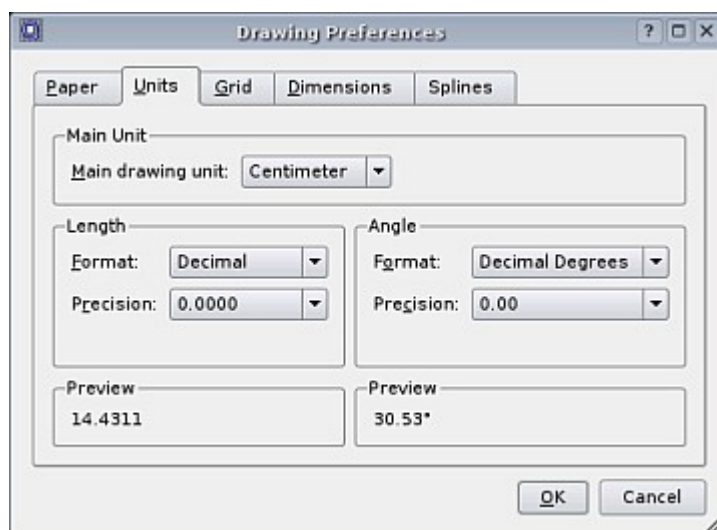 Drawing Preferences
Paper Units Grid Dimensions Splines
Main Unit
Main drawing unit: Centimeter
Length
Format: Decimal
Precision: 0.0000
Angle
Format: Decimal Degrees
Precision: 0.00
Preview
14.4311
Preview
30.53°
OK Cancel